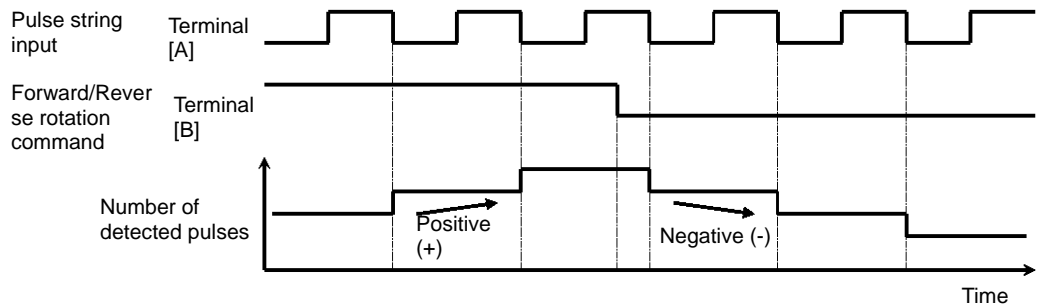 Pulse string
input
Terminal
[A]
Forward/Rever
se rotation
command
Terminal
[B]
Number of
detected pulses
Positive
(+)
Negative (-)
Time